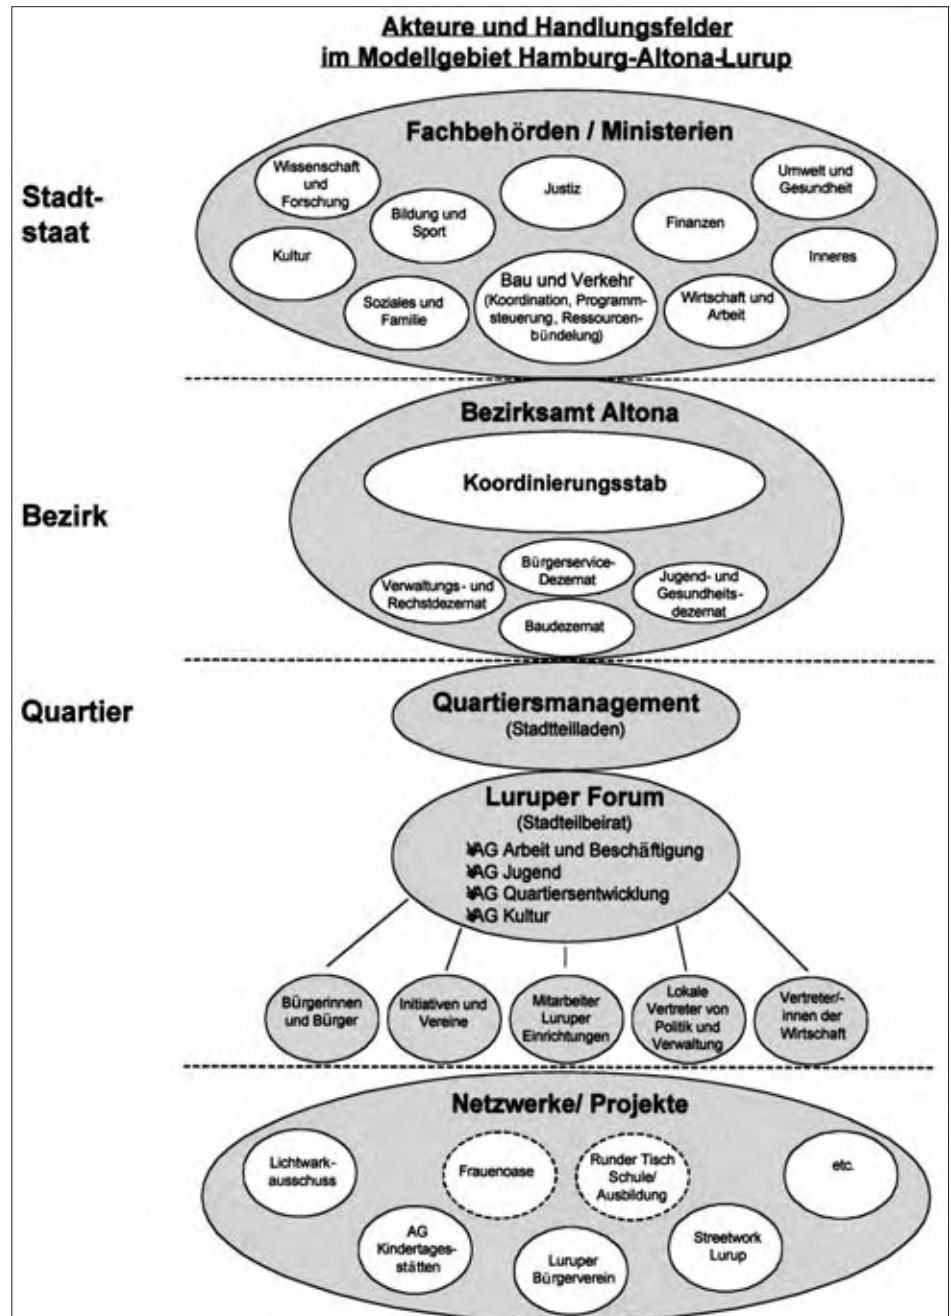 Akteure und Handlungsfelder
im Modellgebiet Hamburg-Altona-Lurup
Stadt-
staat
Fachbehörden / Ministerien
Wissenschaft
und
Forschung
Bildung und
Sport
Justiz
Finanzen
Umwelt und
Gesundheit
Kultur
Soziales und
Familie
Bau und Verkehr
(Koordination, Programm-
steuerung, Ressourcen-
bündelung)
Wirtschaft und
Arbeit
Inneres
Bezirk
Bezirksamt Altona
Koordinierungsstab
Verwaltungs- und
Rechstdezernat
Bürgerservice-
Dezernat
Baudezernat
Jugend- und
Gesundheits-
dezernat
Quartier
Quartiersmanagement
(Stadtteilladen)
Luruper Forum
(Stadteilbeirat)
¥AG Arbeit und Beschäftigung
¥AG Jugend
¥AG Quartiersentwicklung
¥AG Kultur
Bürgerinnen
und Bürger
Initiativen und
Vereine
Mitarbeiter
Luruper
Einrichtungen
Lokale
Vertreter von
Politik und
Verwaltung
Vertreter/-
innen der
Wirtschaft
Netzwerke/ Projekte
Lichtwark-
ausschuss
Frauenoase
Runder Tisch
Schule/
Ausbildung
etc.
AG
Kindertages-
stätten
Luruper
Bürgerverein
Streetwork
Lurup